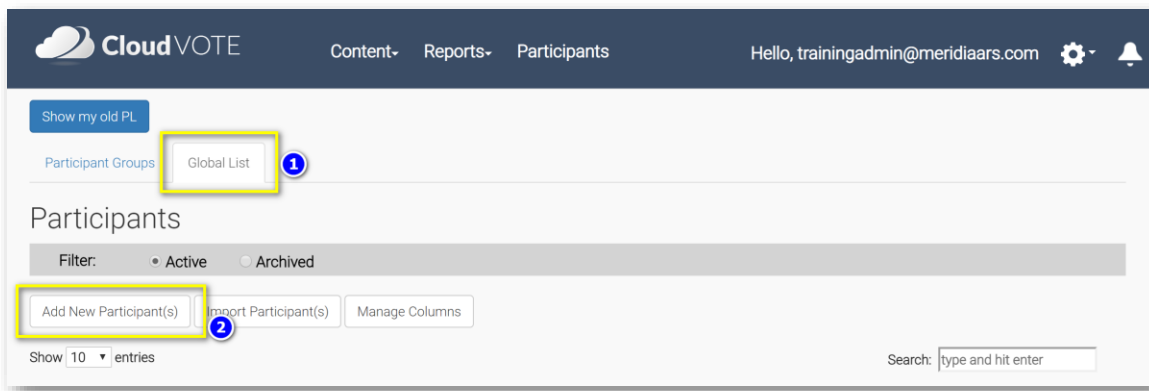 CloudVOTE Content Reports Participants Hello, trainingadmin@meridiaars.com
Show my old PL
Participant Groups Global List 1
Participants
Filter: Active Archived
Add New Participant(s) Import Participant(s) Manage Columns
2
Show 10 entries Search: type and hit enter